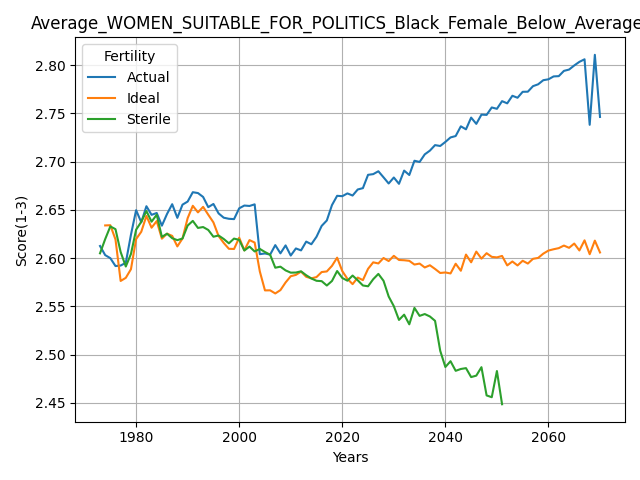 Average_WOMEN_SUITABLE_FOR_POLITICS_Black_Female_Below_Average
Fertility
Actual
Ideal
Sterile
Score(1-3)
2.80
2.75
2.70
2.65
2.60
2.55
2.50
2.45
1980 2000 2020 2040 2060
Years